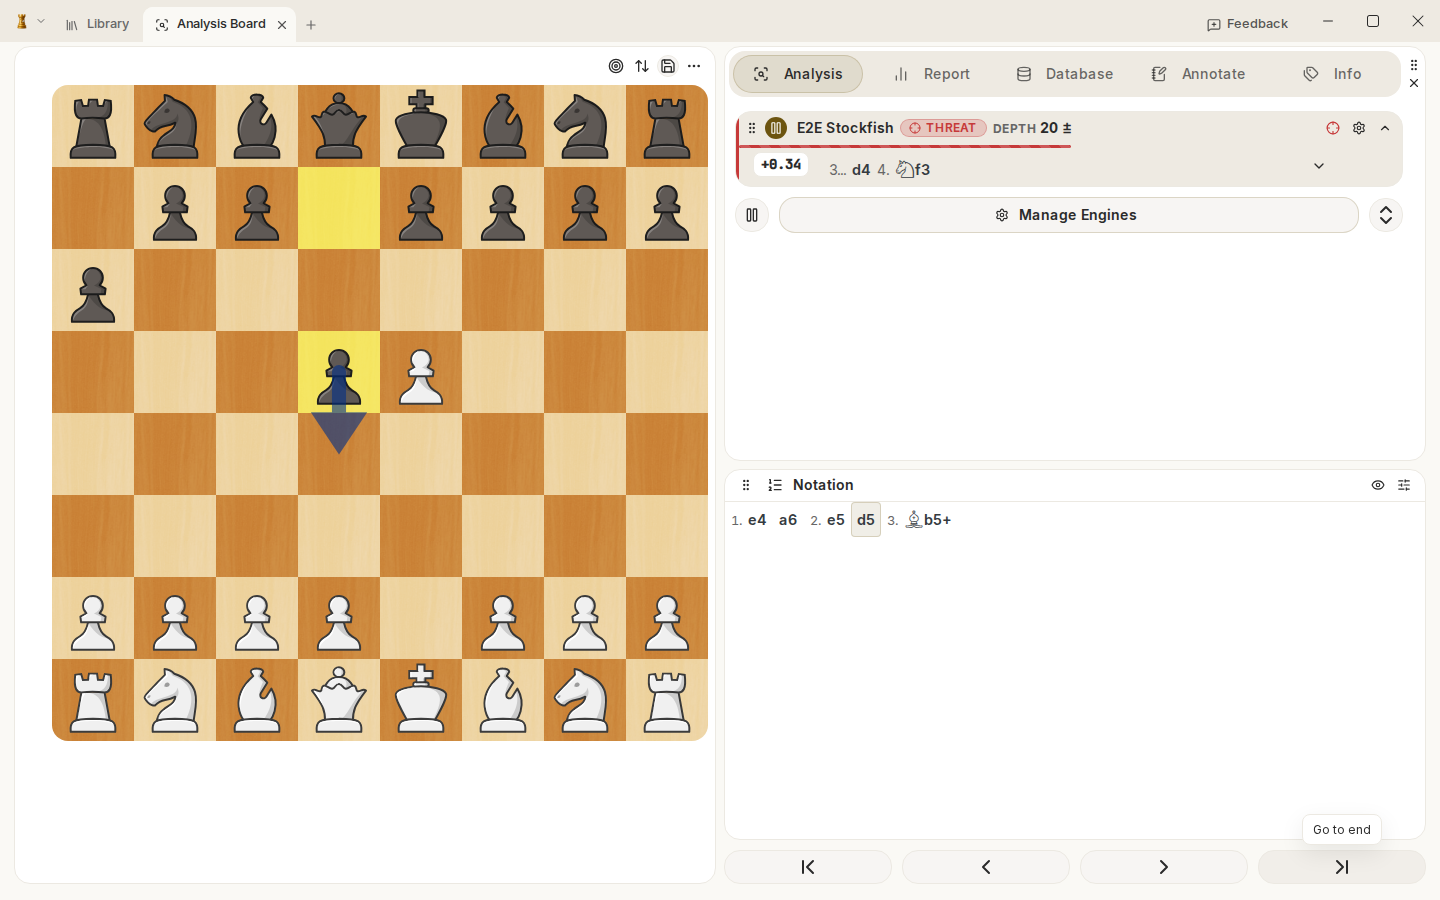 Library
Analysis Board
Feedback
Analysis
Report
Database
Annotate
Info
E2E Stockfish THREAT DEPTH 20 ±
+0.34
3... d4 4. f3
Manage Engines
Notation
1. e4 a6 2. e5 d5 3. b5+
Go to end